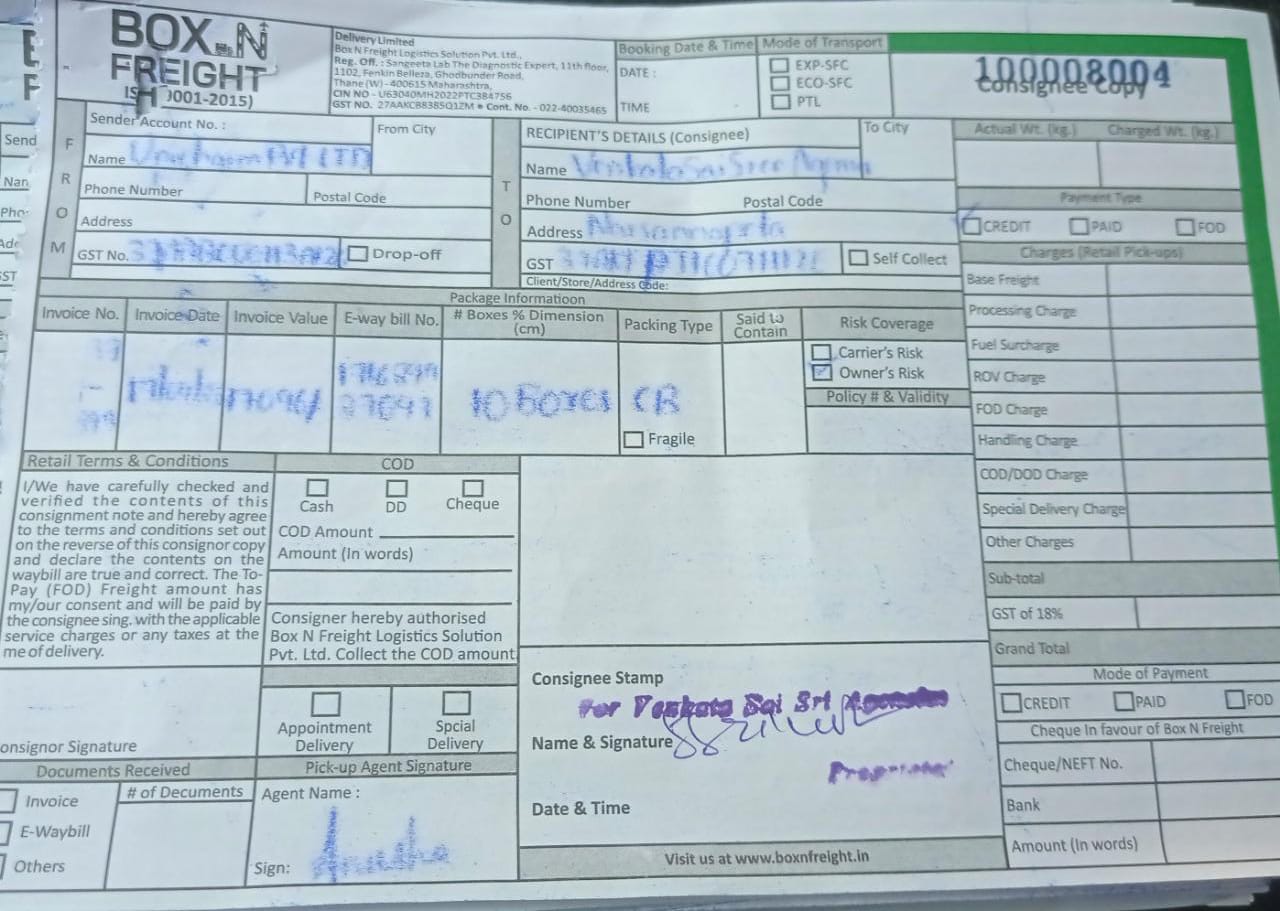 BOX N
FREIGHT
Delivery Limited
Box N Freight Logistics Solution Pvt. Ltd.,
Reg. Off. : Sangeeta Lab The Diagnostic Expert, 11th floor,
1102, Fenkin Belleza, Ghodbunder Road,
Thane (W) - 400615 Maharashtra,
CIN NO - U63040MH2022PTC384756
GST NO. 27AAKCB8385Q1ZM • Cont. No. - 022-40035465
Booking Date & Time
DATE :
TIME
Mode of Transport
EXP-SFC
ECO-SFC
PTL
100008004
Consignee Copy
FROM
Sender Account No. :
From City
Name
Phone Number
Postal Code
Address
GST No.
Drop-off
TO
RECIPIENT'S DETAILS (Consignee)
To City
Name
Phone Number
Postal Code
Address
GST
Self Collect
Client/Store/Address Code:
Actual Wt. (kg.)
Charged Wt. (kg.)
Payment Type
CREDIT
PAID
FOD
Charges (Retail Pick-ups)
Base Freight
Processing Charge
Fuel Surcharge
ROV Charge
FOD Charge
Handling Charge
COD/DOD Charge
Special Delivery Charge
Other Charges
Sub-total
GST of 18%
Grand Total
Package Informatioon
Invoice No.
Invoice Date
Invoice Value
E-way bill No.
# Boxes % Dimension
(cm)
Packing Type
Said to
Contain
Risk Coverage
Carrier's Risk
Owner's Risk
Policy # & Validity
10 Boxes
CB
Fragile
Retail Terms & Conditions
I/We have carefully checked and
verified the contents of this
consignment note and hereby agree
to the terms and conditions set out
on the reverse of this consignor copy
and declare the contents on the
waybill are true and correct. The To-
Pay (FOD) Freight amount has
my/our consent and will be paid by
the consignee sing. with the applicable
service charges or any taxes at the
me of delivery.
onsignor Signature
COD
Cash
DD
Cheque
COD Amount
Amount (In words)
Consigner hereby authorised
Box N Freight Logistics Solution
Pvt. Ltd. Collect the COD amount
Appointment
Delivery
Spcial
Delivery
Documents Received
Invoice
E-Waybill
Others
# of Decuments
Pick-up Agent Signature
Agent Name :
Sign:
Consignee Stamp
For Venkata Sai Sri
Name & Signature
Date & Time
Visit us at www.boxnfreight.in
Mode of Payment
CREDIT
PAID
FOD
Cheque In favour of Box N Freight
Cheque/NEFT No.
Bank
Amount (In words)